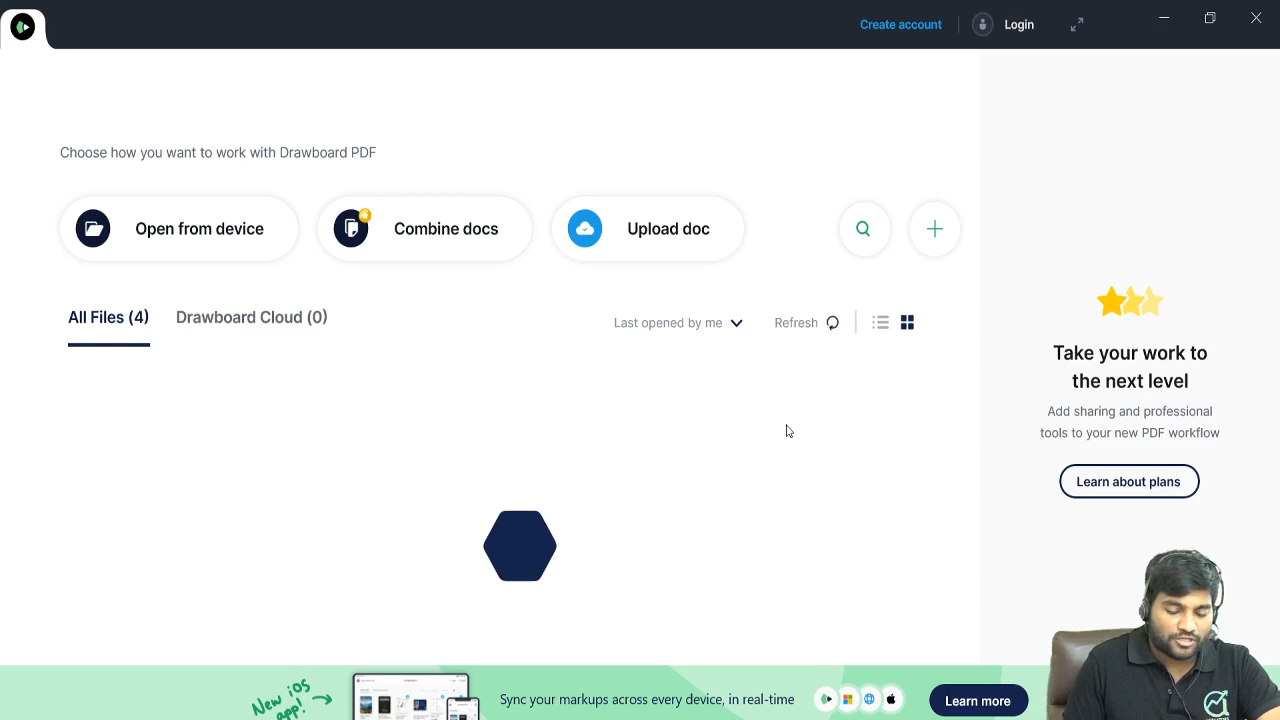 Create account
Login
Choose how you want to work with Drawboard PDF
Open from device
Combine docs
Upload doc
All Files (4)
Drawboard Cloud (0)
Last opened by me
Refresh
Take your work to
the next level
Add sharing and professional
tools to your new PDF workflow
Learn about plans
New iOS
app!
Sync your markups across every device, in real-time
Learn more